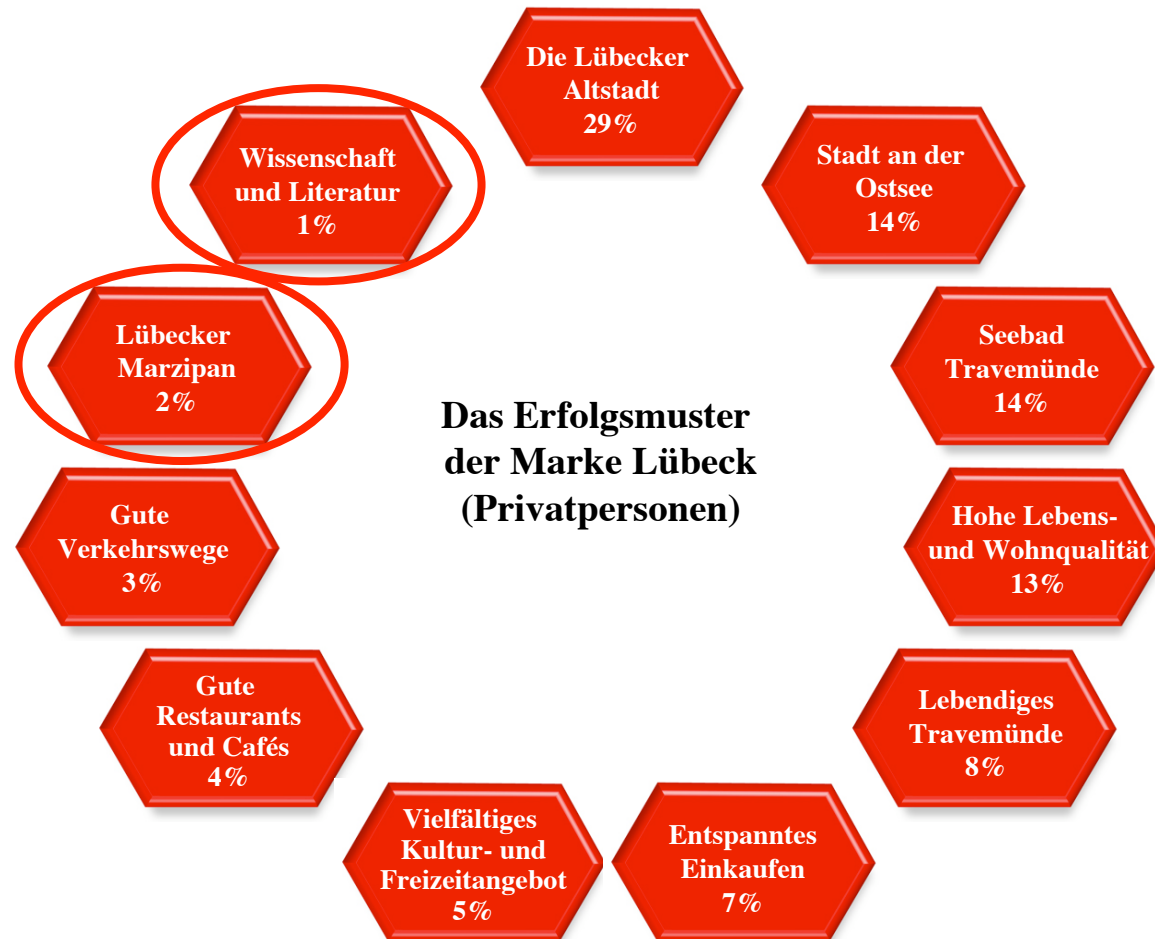 Die Lübecker
Altstadt
29%
Stadt an der
Ostsee
14%
Seebad
Travemünde
14%
Hohe Lebens-
und Wohnqualität
13%
Lebendiges
Travemünde
8%
Entspanntes
Einkaufen
7%
Vielfältiges
Kultur- und
Freizeitangebot
5%
Gute
Restaurants
und Cafés
4%
Gute
Verkehrswege
3%
Lübecker
Marzipan
2%
Wissenschaft
und Literatur
1%
Das Erfolgsmuster
der Marke Lübeck
(Privatpersonen)